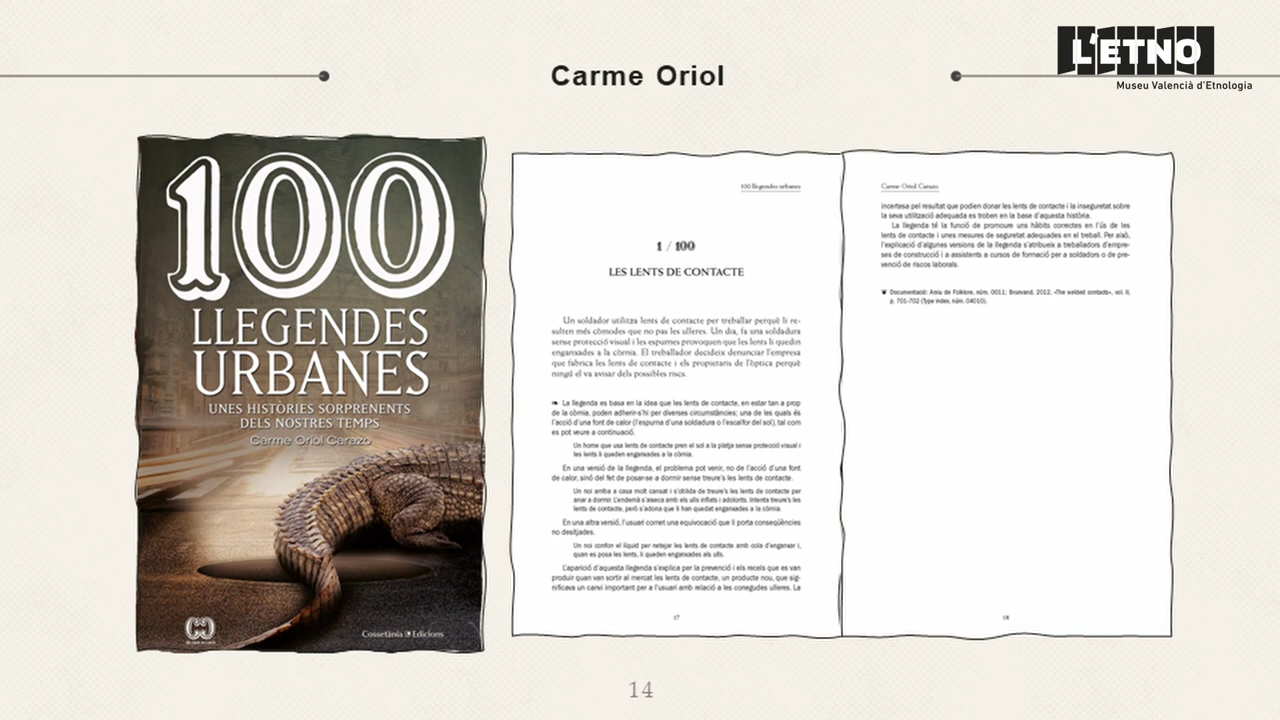 L'ETNO
Museu Valencià d'Etnologia
Carme Oriol
100
LLEGENDES
URBANES
UNES HISTÒRIES SORPRENENTS
DELS NOSTRES TEMPS
Carme Oriol Carazo
Cossetània Edicions
100 llegendes urbanes
1 / 100
LES LENTS DE CONTACTE
Un soldador utilitza lents de contacte per treballar perquè li re-
sulten més còmodes que no pas les ulleres. Un dia, fa una soldadura
sense protecció visual i les espurnes provoquen que les lents li quedin
enganxades a la còrnia. El treballador decideix denunciar l'empresa
que fabrica les lents de contacte i els propietaris de l'òptica perquè
ningú el va avisar dels possibles riscs.
La llegenda es basa en la idea que les lents de contacte, en estar tan a prop
de la còrnia, poden adherir-s'hi per diverses circumstàncies; una de les quals és
l'acció d'una font de calor (l'espurna d'una soldadura o l'escalfor del sol), tal com
es pot veure a continuació.
Un home que usa lents de contacte pren el sol a la platja sense protecció visual i
les lents li queden enganxades a la còrnia.
En una versió de la llegenda, el problema pot venir, no de l'acció d'una font
de calor, sinó del fet de posar-se a dormir sense treure's les lents de contacte.
Un noi arriba a casa molt cansat i s'oblida de treure's les lents de contacte per
anar a dormir. L'endemà s'aixeca amb els ulls inflats i adolorits. Intenta treure's les
lents de contacte, però s'adona que li han quedat enganxades a la còrnia.
En una altra versió, l'usuari comet una equivocació que li porta conseqüències
no desitjades.
Un noi confon el líquid per netejar les lents de contacte amb cola d'enganxar i,
quan es posa les lents, li queden enganxades als ulls.
L'aparició d'aquesta llegenda s'explica per la prevenció i els recels que es van
produir quan van sortir al mercat les lents de contacte, un producte nou, que sig-
nificava un canvi important per a l'usuari amb relació a les conegudes ulleres. La
17
Carme Oriol Carazo
incertesa pel resultat que podien donar les lents de contacte i la inseguretat sobre
la seva utilització adequada es troben en la base d'aquesta història.
La llegenda té la funció de promoure uns hàbits correctes en l'ús de les
lents de contacte i unes mesures de seguretat adequades en el treball. Per això,
l'explicació d'algunes versions de la llegenda s'atribueix a treballadors d'empre-
ses de construcció i a assistents a cursos de formació per a soldadors o de pre-
venció de riscos laborals.
Documentació: Arxiu de Folklore, núm. 0011; Brunvand, 2012, «The welded contacts», vol. II,
p. 701-702 (Type index, núm. 04010).
18
14